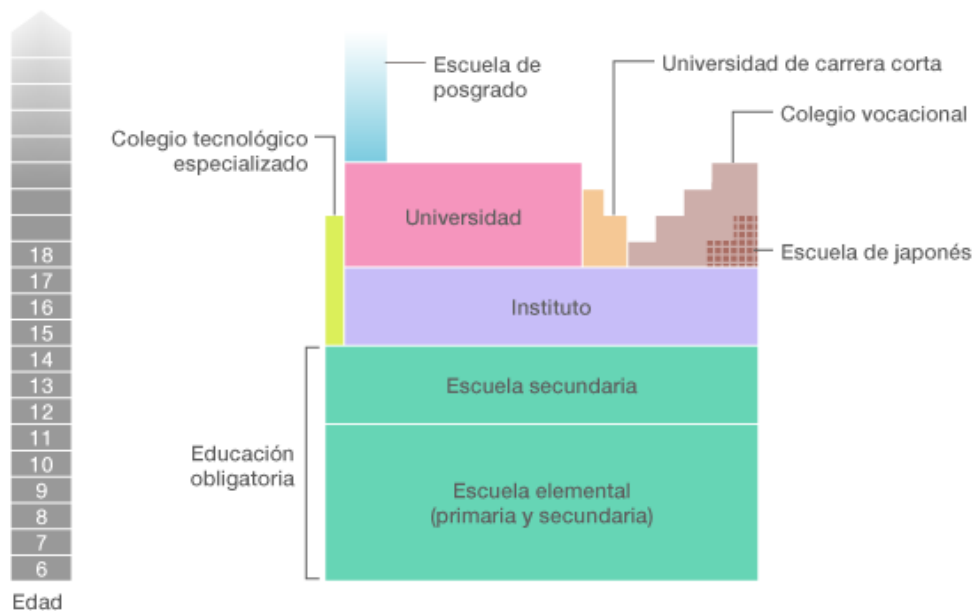 Escuela de
posgrado
Universidad de carrera corta
Colegio vocacional
Colegio tecnológico
especializado
Universidad
Escuela de japonés
18
17
16
15
14
13
12
11
10
9
8
7
6
Edad
Instituto
Escuela secundaria
Educación
obligatoria
Escuela elemental
(primaria y secundaria)